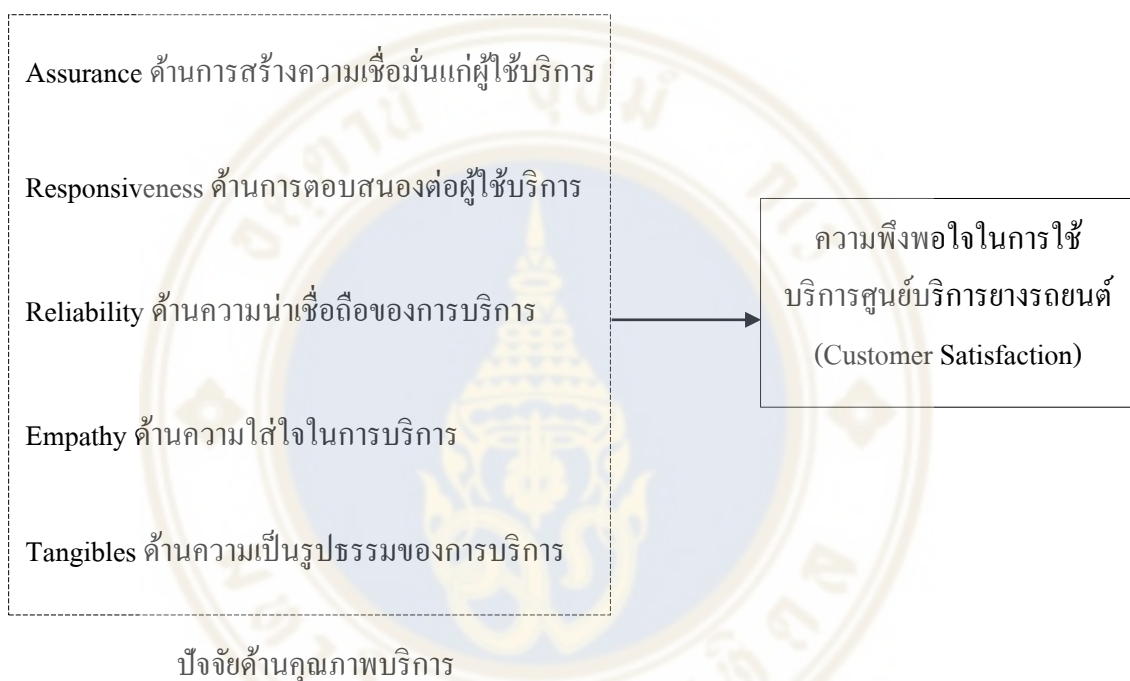 Assurance ด้านการสร้างความเชื่อมั่นแก่ผู้ใช้บริการ
Responsiveness ด้านการตอบสนองต่อผู้ใช้บริการ
Reliability ด้านความน่าเชื่อถือของการบริการ
Empathy ด้านความใส่ใจในการบริการ
Tangibles ด้านความเป็นรูปธรรมของการบริการ
ปัจจัยด้านคุณภาพบริการ
ความพึงพอใจในการใช้
บริการศูนย์บริการยางรถยนต์
(Customer Satisfaction)